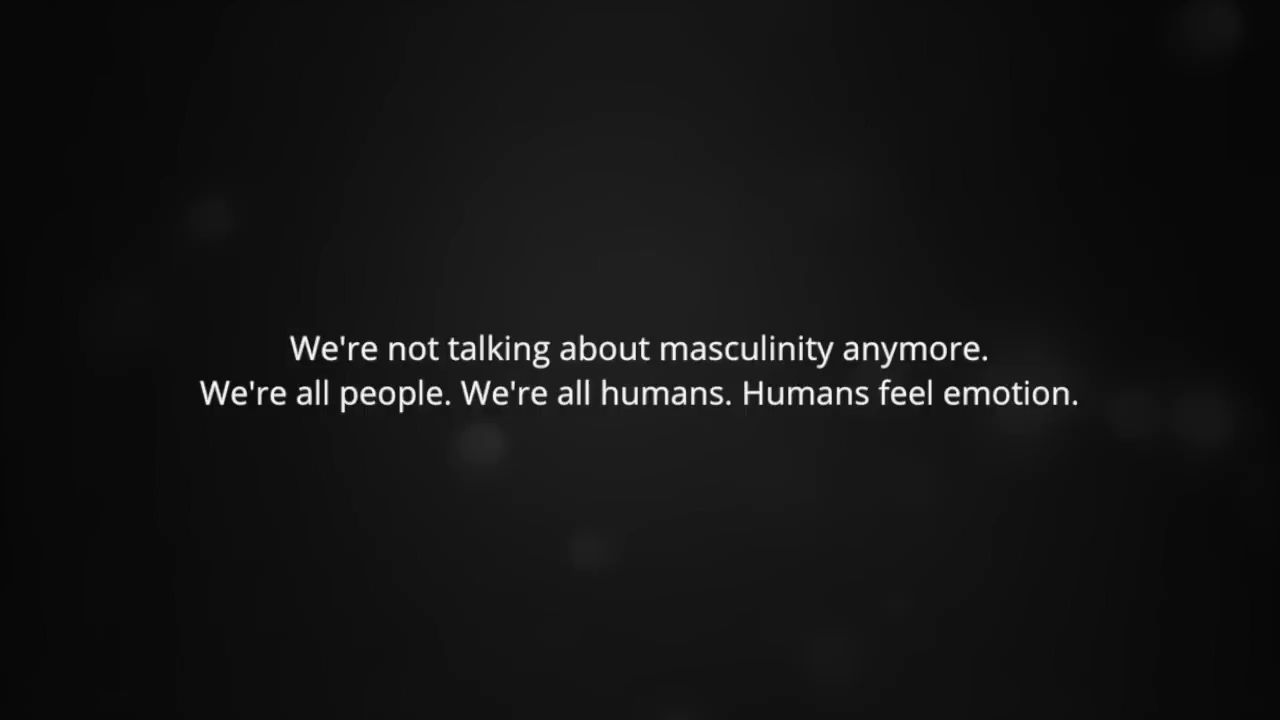 We're not talking about masculinity anymore.
We're all people. We're all humans. Humans feel emotion.